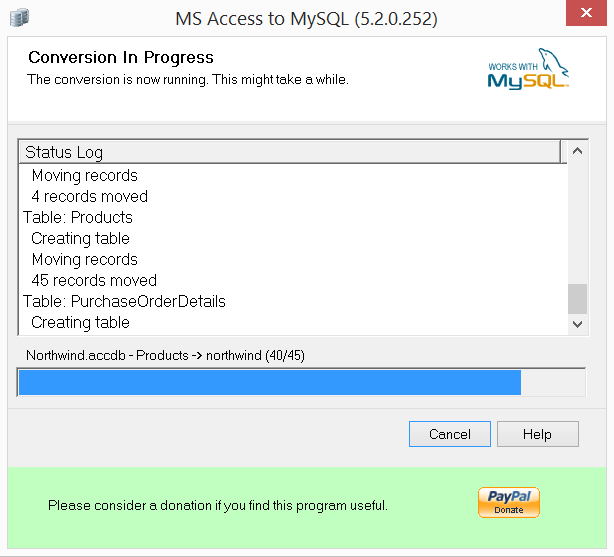 MS Access to MySQL (5.2.0.252)
Conversion In Progress
The conversion is now running. This might take a while.
WORKS WITH
MySQL
Status Log
Moving records
4 records moved
Table: Products
Creating table
Moving records
45 records moved
Table: PurchaseOrderDetails
Creating table
Northwind.accdb - Products -> northwind (40/45)
Cancel
Help
Please consider a donation if you find this program useful.
PayPal
Donate